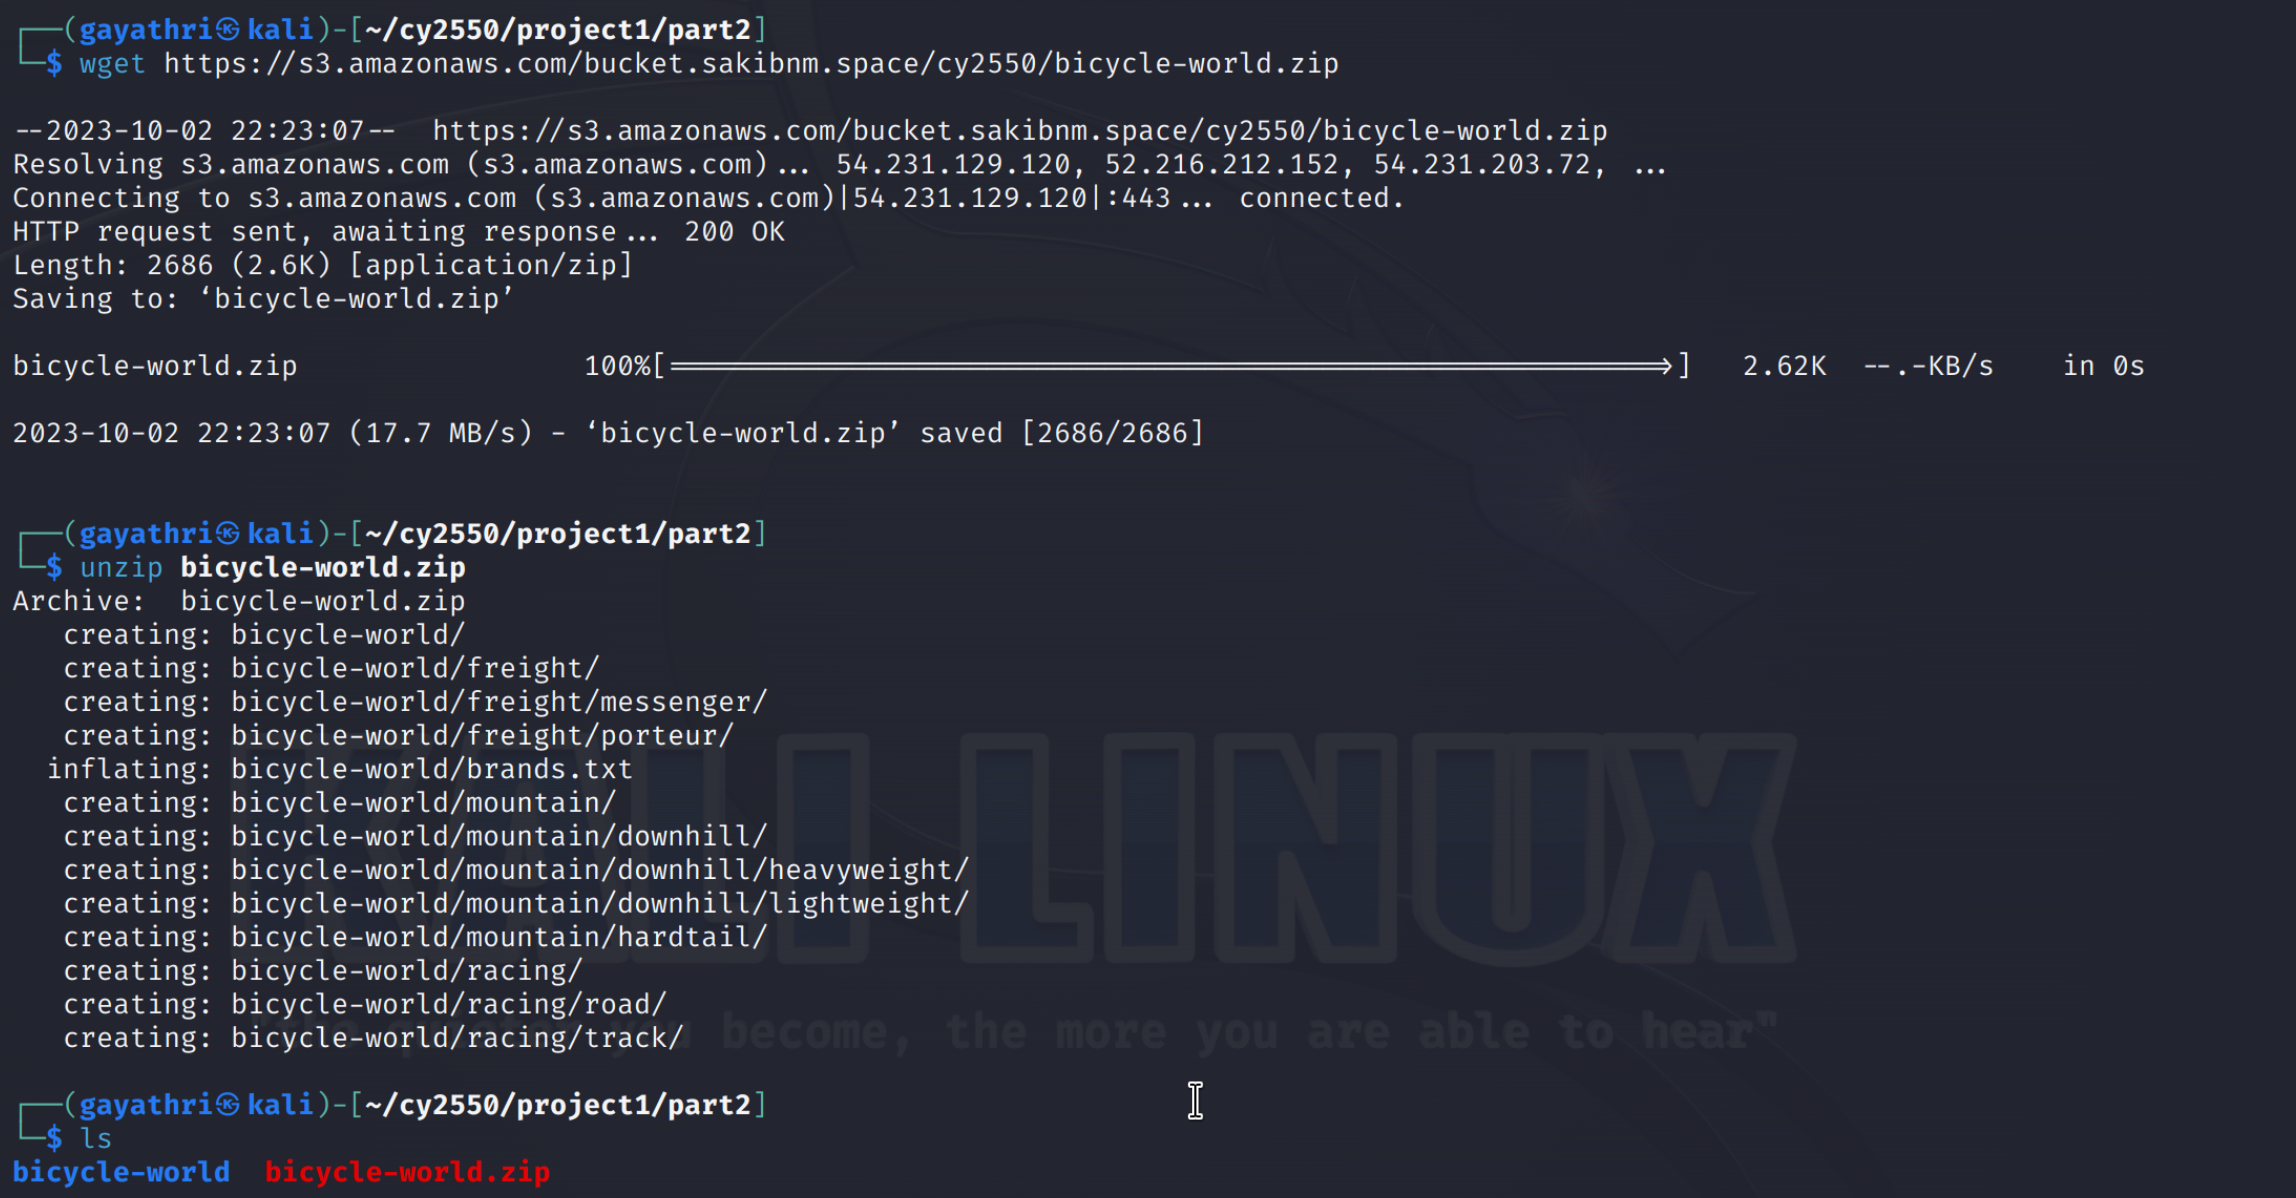 ┌──(gayathri㉿kali)-[~/cy2550/project1/part2]
└─$ wget https://s3.amazonaws.com/bucket.sakibnm.space/cy2550/bicycle-world.zip
--2023-10-02 22:23:07--  https://s3.amazonaws.com/bucket.sakibnm.space/cy2550/bicycle-world.zip
Resolving s3.amazonaws.com (s3.amazonaws.com)... 54.231.129.120, 52.216.212.152, 54.231.203.72, ...
Connecting to s3.amazonaws.com (s3.amazonaws.com)|54.231.129.120|:443... connected.
HTTP request sent, awaiting response... 200 OK
Length: 2686 (2.6K) [application/zip]
Saving to: ‘bicycle-world.zip’
bicycle-world.zip 100%[===================>] 2.62K --.-KB/s in 0s
2023-10-02 22:23:07 (17.7 MB/s) - ‘bicycle-world.zip’ saved [2686/2686]
┌──(gayathri㉿kali)-[~/cy2550/project1/part2]
└─$ unzip bicycle-world.zip
Archive:  bicycle-world.zip
   creating: bicycle-world/
   creating: bicycle-world/freight/
   creating: bicycle-world/freight/messenger/
   creating: bicycle-world/freight/porteur/
  inflating: bicycle-world/brands.txt
   creating: bicycle-world/mountain/
   creating: bicycle-world/mountain/downhill/
   creating: bicycle-world/mountain/downhill/heavyweight/
   creating: bicycle-world/mountain/downhill/lightweight/
   creating: bicycle-world/mountain/hardtail/
   creating: bicycle-world/racing/
   creating: bicycle-world/racing/road/
   creating: bicycle-world/racing/track/
KALI LINUX
"the quieter you become, the more you are able to hear"
┌──(gayathri㉿kali)-[~/cy2550/project1/part2]
└─$ ls
bicycle-world  bicycle-world.zip